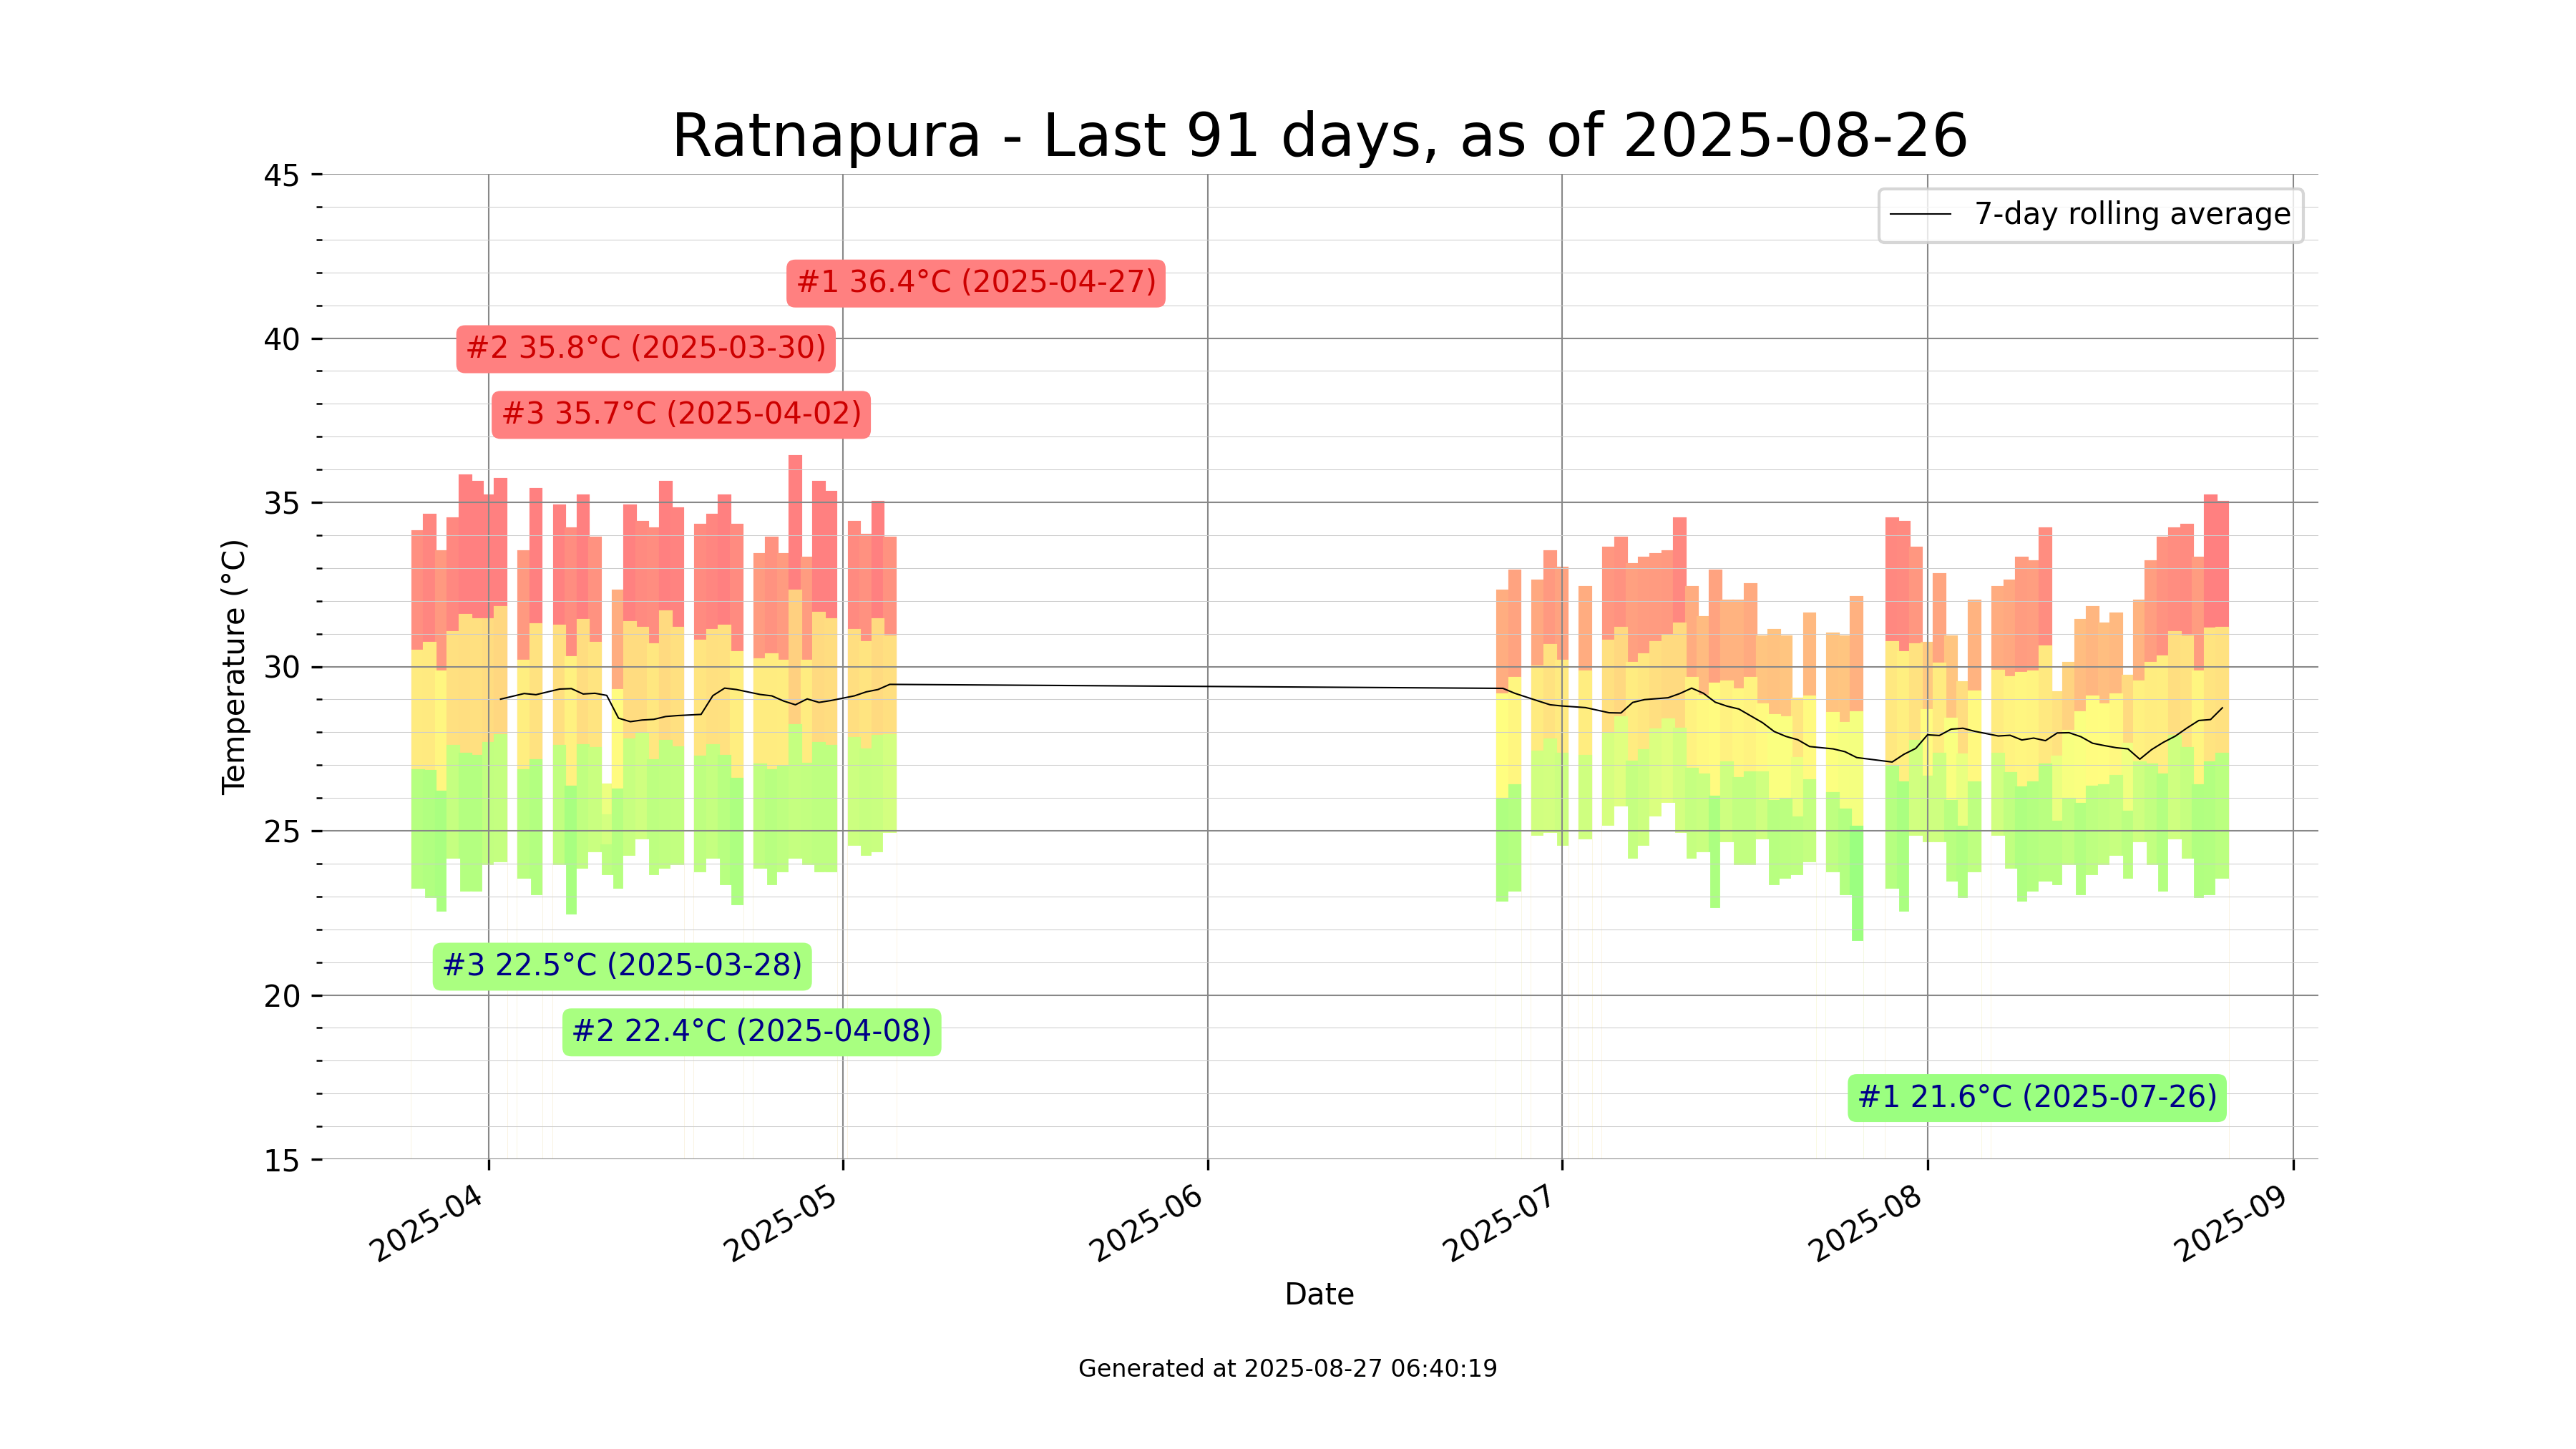 Ratnapura - Last 91 days, as of 2025-08-26
7-day rolling average
#1 36.4°C (2025-04-27)
#2 35.8°C (2025-03-30)
#3 35.7°C (2025-04-02)
#3 22.5°C (2025-03-28)
#2 22.4°C (2025-04-08)
#1 21.6°C (2025-07-26)
Temperature (°C)
45
40
35
30
25
20
15
2025-04
2025-05
2025-06
2025-07
2025-08
2025-09
Date
Generated at 2025-08-27 06:40:19